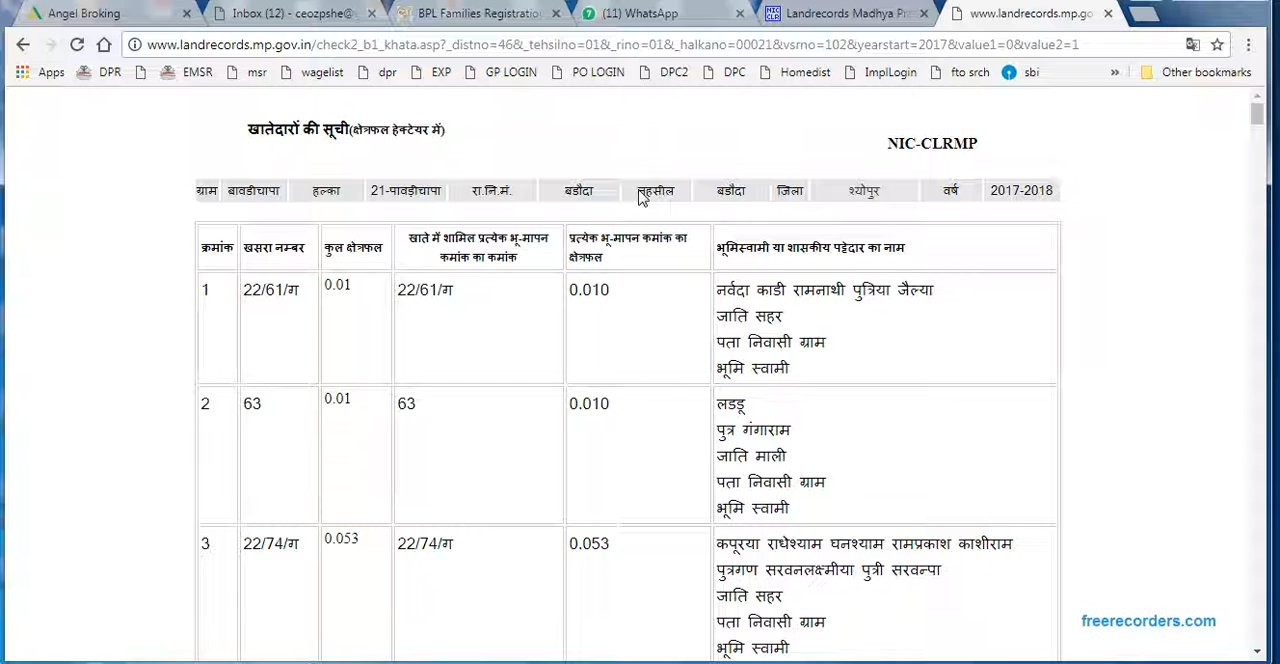 Angel Broking
Inbox (12) - ceozpshe@
BPL Families Registratio
(11) WhatsApp
Landrecords Madhya Pra
www.landrecords.mp.go
www.landrecords.mp.gov.in/check2_b1_khata.asp?_distno=46&_tehsilno=01&_rino=01&_halkano=00021&vsrno=102&yearstart=2017&value1=0&value2=1
Apps DPR EMSR msr wagelist dpr EXP GP LOGIN PO LOGIN DPC2 DPC Homedist ImplLogin fto srch sbi » Other bookmarks
खातेदारों की सूची(क्षेत्रफल हेक्टेयर में)
NIC-CLRMP
ग्राम बावडीचापा हल्का 21-पावड़ीचापा रा.नि.मं. बडौदा तहसील बडौदा जिला श्योपुर वर्ष 2017-2018
क्रमांक खसरा नम्बर कुल क्षेत्रफल खाते में शामिल प्रत्येक भू-मापन कमांक का कमांक प्रत्येक भू-मापन कमांक का क्षेत्रफल भूमिस्वामी या शासकीय पट्टेदार का नाम
1 22/61/ग 0.01 22/61/ग 0.010 नर्वदा काडी रामनाथी पुत्रिया जैल्या
जाति सहर
पता निवासी ग्राम
भूमि स्वामी
2 63 0.01 63 0.010 लडडू
पुत्र गंगाराम
जाति माली
पता निवासी ग्राम
भूमि स्वामी
3 22/74/ग 0.053 22/74/ग 0.053 कपूरया राधेश्याम घनश्याम रामप्रकाश काशीराम
पुत्रगण सरवनलक्ष्मीया पुत्री सरवन्पा
जाति सहर
पता निवासी ग्राम
भूमि स्वामी
freerecorders.com